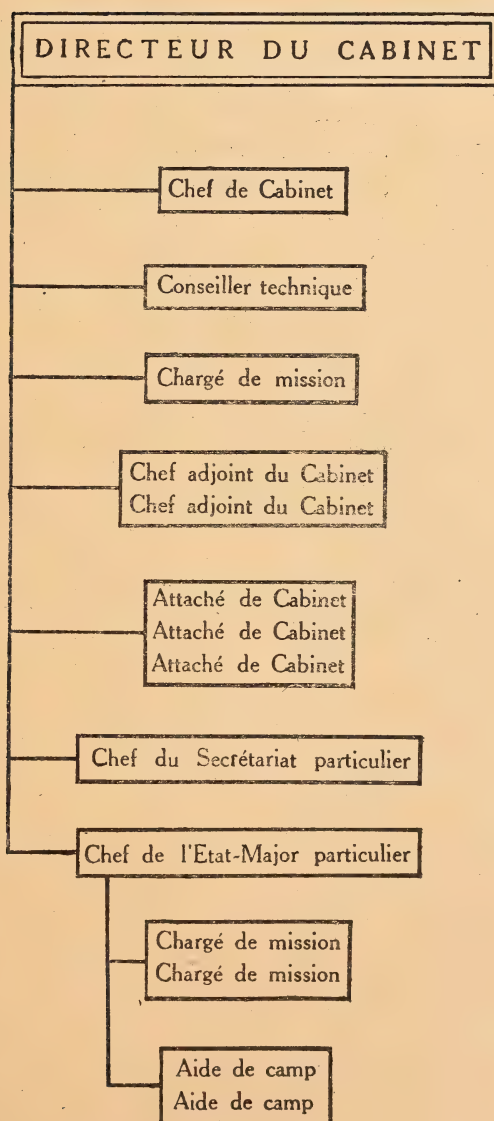 DIRECTEUR DU CABINET
Chef de Cabinet
Conseiller technique
Chargé de mission
Chef adjoint du Cabinet
Chef adjoint du Cabinet
Attaché de Cabinet
Attaché de Cabinet
Attaché de Cabinet
Chef du Secrétariat particulier
Chef de l'Etat-Major particulier
Chargé de mission
Chargé de mission
Aide de camp
Aide de camp